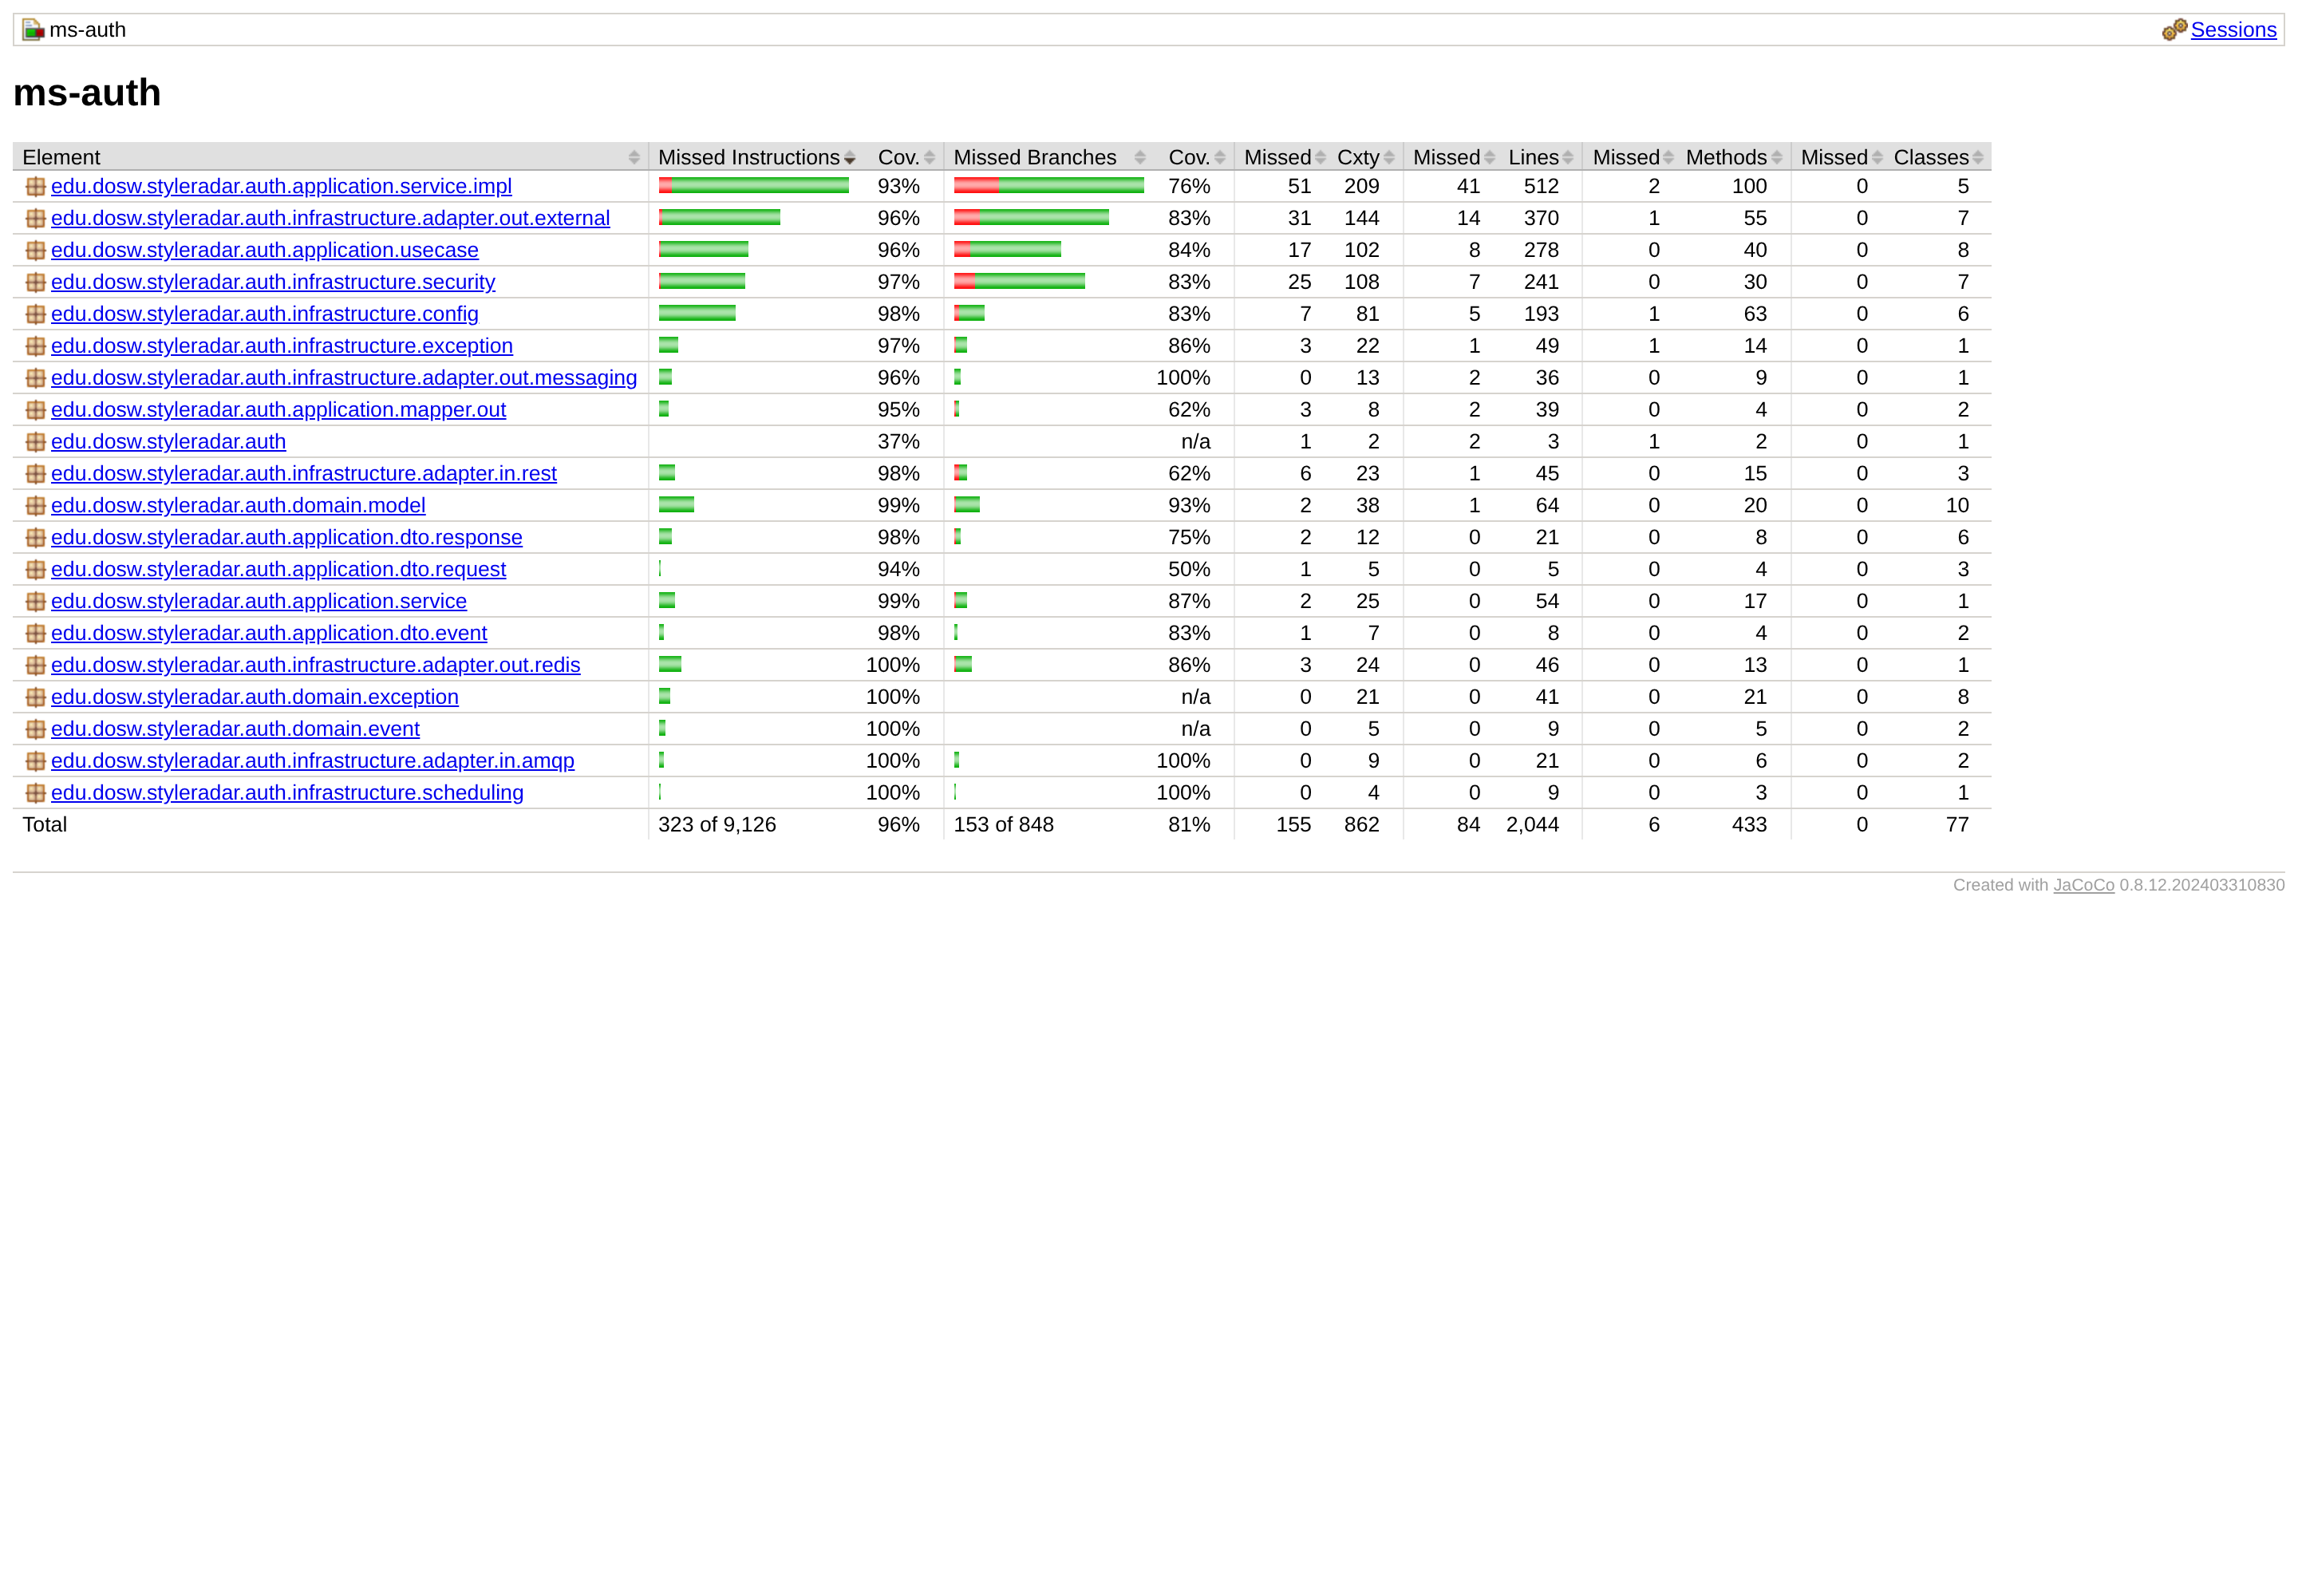 ms-auth Sessions
ms-auth
Element Missed Instructions Cov. Missed Branches Cov. Missed Cxty Missed Lines Missed Methods Missed Classes
edu.dosw.styleradar.auth.application.service.impl 93% 76% 51 209 41 512 2 100 0 5
edu.dosw.styleradar.auth.infrastructure.adapter.out.external 96% 83% 31 144 14 370 1 55 0 7
edu.dosw.styleradar.auth.application.usecase 96% 84% 17 102 8 278 0 40 0 8
edu.dosw.styleradar.auth.infrastructure.security 97% 83% 25 108 7 241 0 30 0 7
edu.dosw.styleradar.auth.infrastructure.config 98% 83% 7 81 5 193 1 63 0 6
edu.dosw.styleradar.auth.infrastructure.exception 97% 86% 3 22 1 49 1 14 0 1
edu.dosw.styleradar.auth.infrastructure.adapter.out.messaging 96% 100% 0 13 2 36 0 9 0 1
edu.dosw.styleradar.auth.application.mapper.out 95% 62% 3 8 2 39 0 4 0 2
edu.dosw.styleradar.auth 37% n/a 1 2 2 3 1 2 0 1
edu.dosw.styleradar.auth.infrastructure.adapter.in.rest 98% 62% 6 23 1 45 0 15 0 3
edu.dosw.styleradar.auth.domain.model 99% 93% 2 38 1 64 0 20 0 10
edu.dosw.styleradar.auth.application.dto.response 98% 75% 2 12 0 21 0 8 0 6
edu.dosw.styleradar.auth.application.dto.request 94% 50% 1 5 0 5 0 4 0 3
edu.dosw.styleradar.auth.application.service 99% 87% 2 25 0 54 0 17 0 1
edu.dosw.styleradar.auth.application.dto.event 98% 83% 1 7 0 8 0 4 0 2
edu.dosw.styleradar.auth.infrastructure.adapter.out.redis 100% 86% 3 24 0 46 0 13 0 1
edu.dosw.styleradar.auth.domain.exception 100% n/a 0 21 0 41 0 21 0 8
edu.dosw.styleradar.auth.domain.event 100% n/a 0 5 0 9 0 5 0 2
edu.dosw.styleradar.auth.infrastructure.adapter.in.amqp 100% 100% 0 9 0 21 0 6 0 2
edu.dosw.styleradar.auth.infrastructure.scheduling 100% 100% 0 4 0 9 0 3 0 1
Total 323 of 9,126 96% 153 of 848 81% 155 862 84 2,044 6 433 0 77
Created with JaCoCo 0.8.12.202403310830